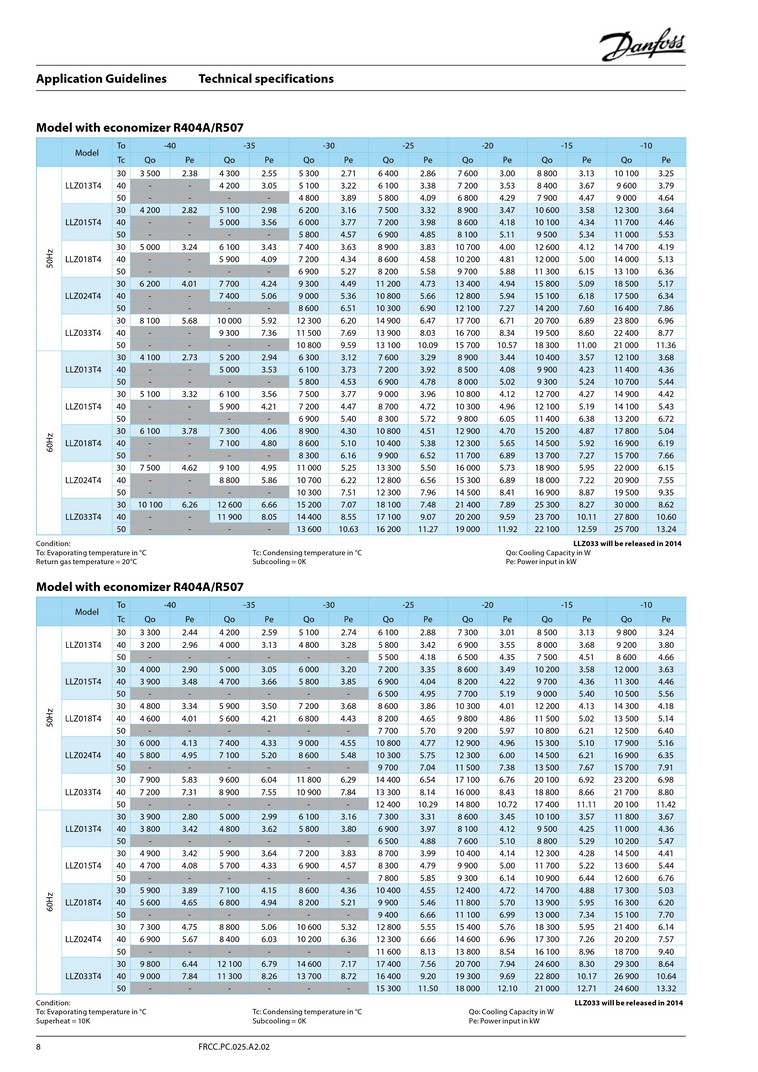 Danfoss
Application Guidelines Technical specifications
Model with economizer R404A/R507
Model To -40 -35 -30 -25 -20 -15 -10
Tc Qo Pe Qo Pe Qo Pe Qo Pe Qo Pe Qo Pe Qo Pe
50Hz
LLZ013T4
30 3 500 2.38 4 300 2.55 5 300 2.71 6 400 2.86 7 600 3.00 8 800 3.13 10 100 3.25
40 - - 4 200 3.05 5 100 3.22 6 100 3.38 7 200 3.53 8 400 3.67 9 600 3.79
50 - - - - 4 800 3.89 5 800 4.09 6 800 4.29 7 900 4.47 9 000 4.64
LLZ015T4
30 4 200 2.82 5 100 2.98 6 200 3.16 7 500 3.32 8 900 3.47 10 600 3.58 12 300 3.64
40 - - 5 000 3.56 6 000 3.77 7 200 3.98 8 600 4.18 10 100 4.34 11 700 4.46
50 - - - - 5 800 4.57 6 900 4.85 8 100 5.11 9 500 5.34 11 000 5.53
LLZ018T4
30 5 000 3.24 6 100 3.43 7 400 3.63 8 900 3.83 10 700 4.00 12 600 4.12 14 700 4.19
40 - - 5 900 4.09 7 200 4.34 8 600 4.58 10 200 4.81 12 000 5.00 14 000 5.13
50 - - - - 6 900 5.27 8 200 5.58 9 700 5.88 11 300 6.15 13 100 6.36
LLZ024T4
30 6 200 4.01 7 700 4.24 9 300 4.49 11 200 4.73 13 400 4.94 15 800 5.09 18 500 5.17
40 - - 7 400 5.06 9 000 5.36 10 800 5.66 12 800 5.94 15 100 6.18 17 500 6.34
50 - - - - 8 600 6.51 10 300 6.90 12 100 7.27 14 200 7.60 16 400 7.86
LLZ033T4
30 8 100 5.68 10 000 5.92 12 300 6.20 14 900 6.47 17 700 6.71 20 700 6.89 23 800 6.96
40 - - 9 300 7.36 11 500 7.69 13 900 8.03 16 700 8.34 19 500 8.60 22 400 8.77
50 - - - - 10 800 9.59 13 100 10.09 15 700 10.57 18 300 11.00 21 000 11.36
60Hz
LLZ013T4
30 4 100 2.73 5 200 2.94 6 300 3.12 7 600 3.29 8 900 3.44 10 400 3.57 12 100 3.68
40 - - 5 000 3.53 6 100 3.73 7 200 3.92 8 500 4.08 9 900 4.23 11 400 4.36
50 - - - - 5 800 4.53 6 900 4.78 8 000 5.02 9 300 5.24 10 700 5.44
LLZ015T4
30 5 100 3.32 6 100 3.56 7 500 3.77 9 000 3.96 10 800 4.12 12 700 4.27 14 900 4.42
40 - - 5 900 4.21 7 200 4.47 8 700 4.72 10 300 4.96 12 100 5.19 14 100 5.43
50 - - - - 6 900 5.40 8 300 5.72 9 800 6.05 11 400 6.38 13 200 6.72
LLZ018T4
30 6 100 3.78 7 300 4.06 8 900 4.30 10 800 4.51 12 900 4.70 15 200 4.87 17 800 5.04
40 - - 7 100 4.80 8 600 5.10 10 400 5.38 12 300 5.65 14 500 5.92 16 900 6.19
50 - - - - 8 300 6.16 9 900 6.52 11 700 6.89 13 700 7.27 15 700 7.66
LLZ024T4
30 7 500 4.62 9 100 4.95 11 000 5.25 13 300 5.50 16 000 5.73 18 900 5.95 22 000 6.15
40 - - 8 800 5.86 10 700 6.22 12 800 6.56 15 300 6.89 18 000 7.22 20 900 7.55
50 - - - - 10 300 7.51 12 300 7.96 14 500 8.41 16 900 8.87 19 500 9.35
LLZ033T4
30 10 100 6.26 12 600 6.66 15 200 7.07 18 100 7.48 21 400 7.89 25 300 8.27 30 000 8.62
40 - - 11 900 8.05 14 400 8.55 17 100 9.07 20 200 9.59 23 700 10.11 27 800 10.60
50 - - - - 13 600 10.63 16 200 11.27 19 000 11.92 22 100 12.59 25 700 13.24
Condition: LLZ033 will be released in 2014
To: Evaporating temperature in °C Tc: Condensing temperature in °C Qo: Cooling Capacity in W
Return gas temperature = 20°C Subcooling = 0K Pe: Power input in kW
Model with economizer R404A/R507
Model To -40 -35 -30 -25 -20 -15 -10
Tc Qo Pe Qo Pe Qo Pe Qo Pe Qo Pe Qo Pe Qo Pe
50Hz
LLZ013T4
30 3 300 2.44 4 200 2.59 5 100 2.74 6 100 2.88 7 300 3.01 8 500 3.13 9 800 3.24
40 3 200 2.96 4 000 3.13 4 800 3.28 5 800 3.42 6 900 3.55 8 000 3.68 9 200 3.80
50 - - - - - - 5 500 4.18 6 500 4.35 7 500 4.51 8 600 4.66
LLZ015T4
30 4 000 2.90 5 000 3.05 6 000 3.20 7 200 3.35 8 600 3.49 10 200 3.58 12 000 3.63
40 3 900 3.48 4 700 3.66 5 800 3.85 6 900 4.04 8 200 4.22 9 700 4.36 11 300 4.46
50 - - - - - - 6 500 4.95 7 700 5.19 9 000 5.40 10 500 5.56
LLZ018T4
30 4 800 3.34 5 900 3.50 7 200 3.68 8 600 3.86 10 300 4.01 12 200 4.13 14 300 4.18
40 4 600 4.01 5 600 4.21 6 800 4.43 8 200 4.65 9 800 4.86 11 500 5.02 13 500 5.14
50 - - - - - - 7 700 5.70 9 200 5.97 10 800 6.21 12 500 6.40
LLZ024T4
30 6 000 4.13 7 400 4.33 9 000 4.55 10 800 4.77 12 900 4.96 15 300 5.10 17 900 5.16
40 5 800 4.95 7 100 5.20 8 600 5.48 10 300 5.75 12 300 6.00 14 500 6.21 16 900 6.35
50 - - - - - - 9 700 7.04 11 500 7.38 13 500 7.67 15 700 7.91
LLZ033T4
30 7 900 5.83 9 600 6.04 11 800 6.29 14 400 6.54 17 100 6.76 20 100 6.92 23 200 6.98
40 7 200 7.31 8 900 7.55 10 900 7.84 13 300 8.14 16 000 8.43 18 800 8.66 21 700 8.80
50 - - - - - - 12 400 10.29 14 800 10.72 17 400 11.11 20 100 11.42
60Hz
LLZ013T4
30 3 900 2.80 5 000 2.99 6 100 3.16 7 300 3.31 8 600 3.45 10 100 3.57 11 800 3.67
40 3 800 3.42 4 800 3.62 5 800 3.80 6 900 3.97 8 100 4.12 9 500 4.25 11 000 4.36
50 - - - - - - 6 500 4.88 7 600 5.10 8 800 5.29 10 200 5.47
LLZ015T4
30 4 900 3.42 5 900 3.64 7 200 3.83 8 700 3.99 10 400 4.14 12 300 4.28 14 500 4.41
40 4 700 4.08 5 700 4.33 6 900 4.57 8 300 4.79 9 900 5.00 11 700 5.22 13 600 5.44
50 - - - - - - 7 800 5.85 9 300 6.14 10 900 6.44 12 600 6.76
LLZ018T4
30 5 900 3.89 7 100 4.15 8 600 4.36 10 400 4.55 12 400 4.72 14 700 4.88 17 300 5.03
40 5 600 4.65 6 800 4.94 8 200 5.21 9 900 5.46 11 800 5.70 13 900 5.95 16 300 6.20
50 - - - - - - 9 400 6.66 11 100 6.99 13 000 7.34 15 100 7.70
LLZ024T4
30 7 300 4.75 8 800 5.06 10 600 5.32 12 800 5.55 15 400 5.76 18 300 5.95 21 400 6.14
40 6 900 5.67 8 400 6.03 10 200 6.36 12 300 6.66 14 600 6.96 17 300 7.26 20 200 7.57
50 - - - - - - 11 600 8.13 13 800 8.54 16 100 8.96 18 700 9.40
LLZ033T4
30 9 800 6.44 12 100 6.79 14 600 7.17 17 400 7.56 20 700 7.94 24 600 8.30 29 300 8.64
40 9 000 7.84 11 300 8.26 13 700 8.72 16 400 9.20 19 300 9.69 22 800 10.17 26 900 10.64
50 - - - - - - 15 300 11.50 18 000 12.10 21 000 12.71 24 600 13.32
Condition: LLZ033 will be released in 2014
To: Evaporating temperature in °C Tc: Condensing temperature in °C Qo: Cooling Capacity in W
Superheat = 10K Subcooling = 0K Pe: Power input in kW
8 FRCC.PC.025.A2.02